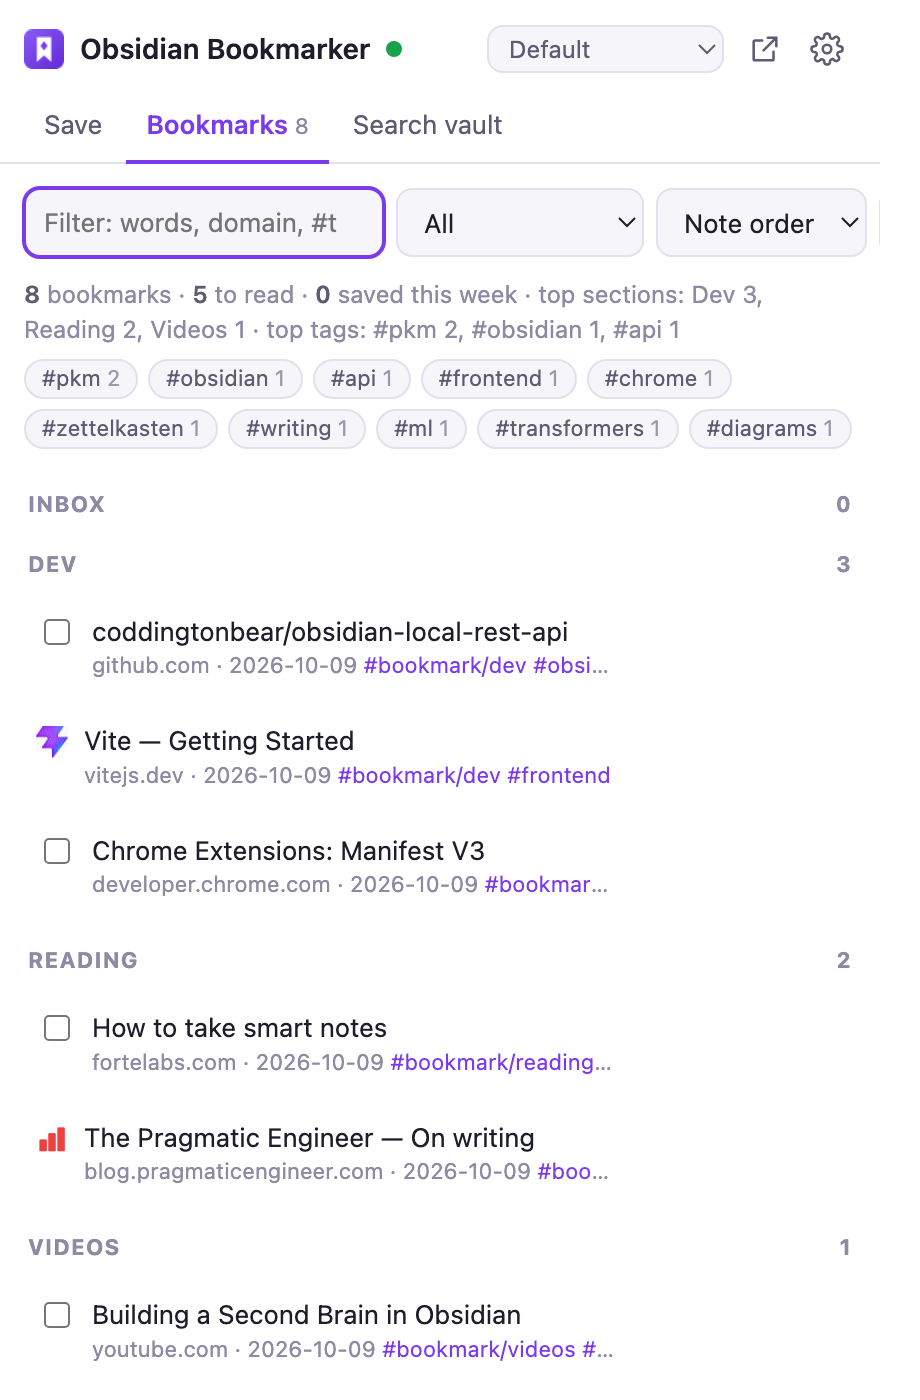 Obsidian Bookmarker Default
Save Bookmarks 8 Search vault
Filter: words, domain, #t All Note order
8 bookmarks · 5 to read · 0 saved this week · top sections: Dev 3,
Reading 2, Videos 1 · top tags: #pkm 2, #obsidian 1, #api 1
#pkm 2 #obsidian 1 #api 1 #frontend 1 #chrome 1
#zettelkasten 1 #writing 1 #ml 1 #transformers 1 #diagrams 1
INBOX 0
DEV 3
coddingtonbear/obsidian-local-rest-api
github.com · 2026-10-09 #bookmark/dev #obsi...
Vite — Getting Started
vitejs.dev · 2026-10-09 #bookmark/dev #frontend
Chrome Extensions: Manifest V3
developer.chrome.com · 2026-10-09 #bookmar...
READING 2
How to take smart notes
fortelabs.com · 2026-10-09 #bookmark/reading...
The Pragmatic Engineer — On writing
blog.pragmaticengineer.com · 2026-10-09 #boo...
VIDEOS 1
Building a Second Brain in Obsidian
youtube.com · 2026-10-09 #bookmark/videos #...